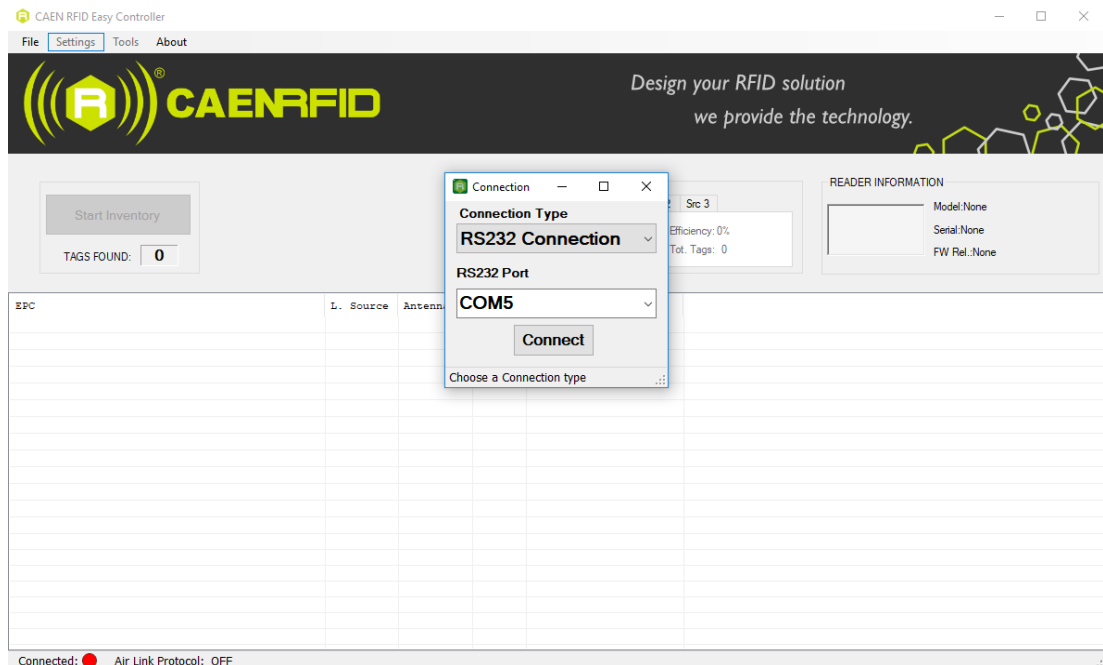 CAEN RFID Easy Controller
File Settings Tools About
R ® CAENRFID
Design your RFID solution
we provide the technology.
Start Inventory
TAGS FOUND: 0
Connection
Connection Type
RS232 Connection
RS232 Port
COM5
Connect
Choose a Connection type
Src 3
Efficiency: 0%
Tot. Tags: 0
READER INFORMATION
Model:None
Serial:None
FW Rel.:None
EPC L. Source
Connected: Air Link Protocol: OFF